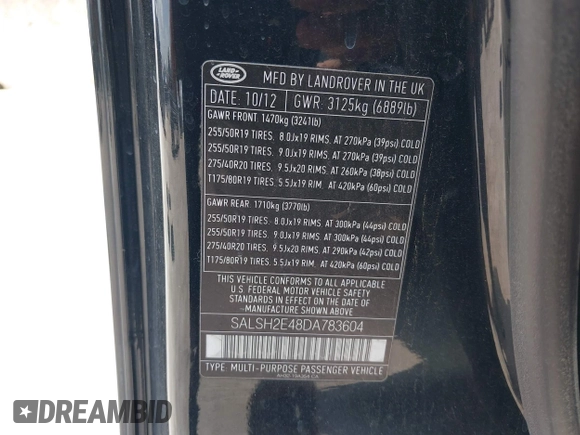 LAND
ROVER
MFD BY LANDROVER IN THE UK
DATE: 10/12 GWR: 3125kg (6889lb)
GAWR FRONT 1470kg (3241lb)
255/50R19 TIRES. 8.0Jx19 RIMS. AT 270kPa (39psi) COLD
255/50R19 TIRES. 9.0Jx19 RIMS. AT 270kPa (39psi) COLD
275/40R20 TIRES. 9.5Jx20 RIMS. AT 260kPa (38psi) COLD
T175/80R19 TIRES. 5.5Jx19 RIM. AT 420kPa (60psi) COLD
GAWR REAR. 1710kg (3770lb)
255/50R19 TIRES. 8.0Jx19 RIMS. AT 300kPa (44psi) COLD
255/50R19 TIRES. 9.0Jx19 RIMS. AT 300kPa (44psi) COLD
275/40R20 TIRES. 9.5Jx20 RIMS. AT 290kPa (42psi) COLD
T175/80R19 TIRES. 5.5Jx19 RIM. AT 420kPa (60psi) COLD
THIS VEHICLE CONFORMS TO ALL APPLICABLE
U.S. FEDERAL MOTOR VEHICLE SAFETY
STANDARDS IN EFFECT ON THE DATE OF
MANUFACTURE SHOWN ABOVE
SALSH2E48DA783604
TYPE: MULTI-PURPOSE PASSENGER VEHICLE
DREAMBID